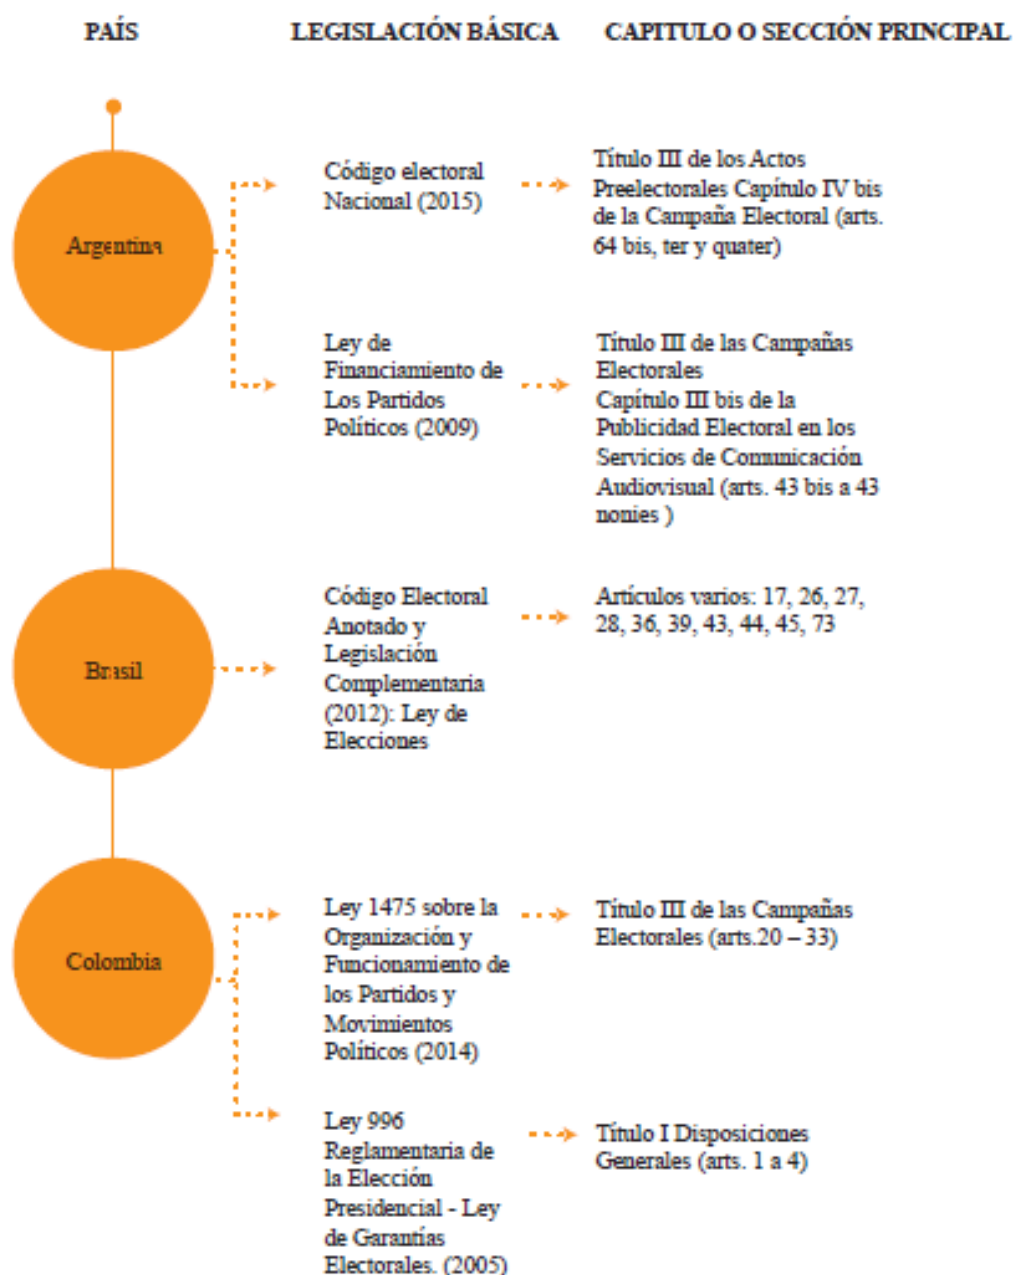 PAÍS
LEGISLACIÓN BÁSICA
CAPITULO O SECCIÓN PRINCIPAL
Argentina
Código electoral
Nacional (2015)
Título III de los Actos
Preelectorales Capítulo IV bis
de la Campaña Electoral (arts.
64 bis, ter y quater)
Ley de
Financiamiento de
Los Partidos
Políticos (2009)
Título III de las Campañas
Electorales
Capítulo III bis de la
Publicidad Electoral en los
Servicios de Comunicación
Audiovisual (arts. 43 bis a 43
nonies )
Brasil
Código Electoral
Anotado y
Legislación
Complementaria
(2012): Ley de
Elecciones
Artículos varios: 17, 26, 27,
28, 36, 39, 43, 44, 45, 73
Colombia
Ley 1475 sobre la
Organización y
Funcionamiento de
los Partidos y
Movimientos
Políticos (2014)
Título III de las Campañas
Electorales (arts.20 – 33)
Ley 996
Reglamentaria de
la Elección
Presidencial - Ley
de Garantías
Electorales. (2005)
Título I Disposiciones
Generales (arts. 1 a 4)